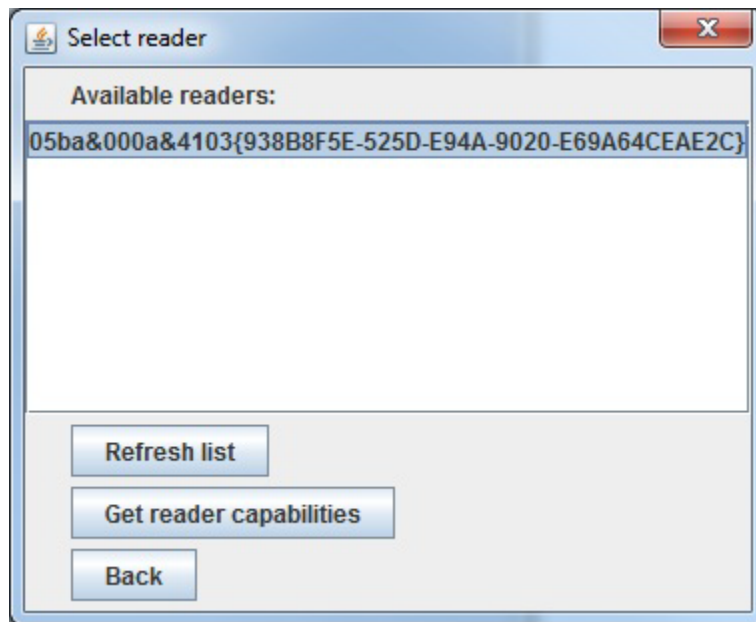 Select reader
Available readers:
05ba&000a&4103{938B8F5E-525D-E94A-9020-E69A64CEAE2C}
Refresh list
Get reader capabilities
Back